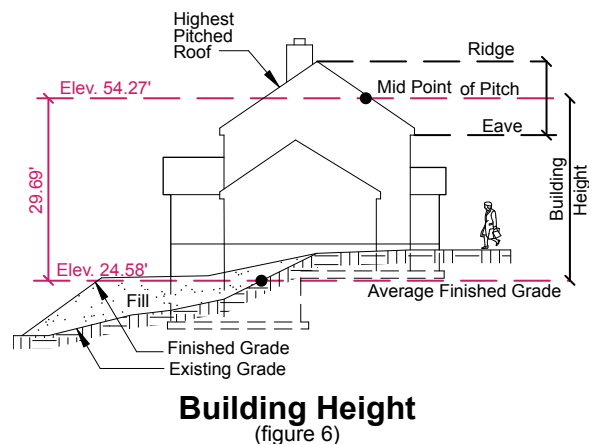 Highest
Pitched
Roof
Ridge
Elev. 54.27'
Mid Point of Pitch
Eave
29.69'
Building
Height
Elev. 24.58'
Average Finished Grade
Fill
Finished Grade
Existing Grade
Building Height
(figure 6)